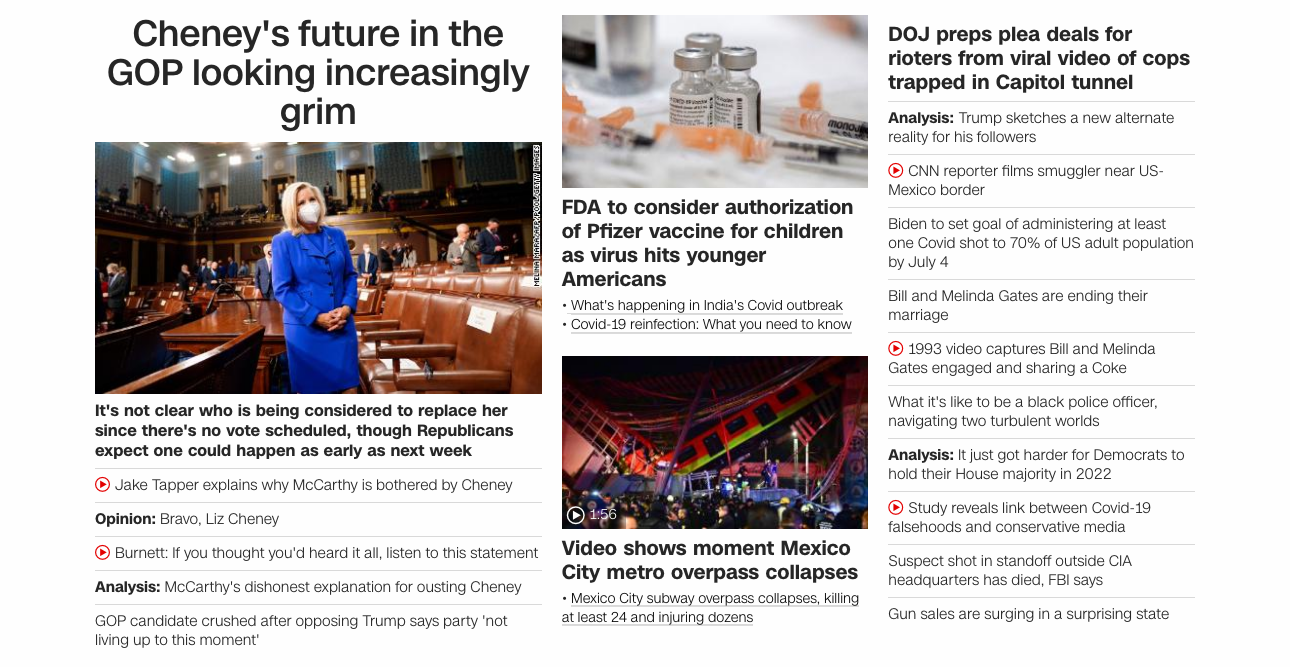 Cheney's future in the
GOP looking increasingly
grim
MELINA MARA/AFP/POOL/GETTY IMAGES
It's not clear who is being considered to replace her
since there's no vote scheduled, though Republicans
expect one could happen as early as next week
Jake Tapper explains why McCarthy is bothered by Cheney
Opinion: Bravo, Liz Cheney
Burnett: If you thought you'd heard it all, listen to this statement
Analysis: McCarthy's dishonest explanation for ousting Cheney
GOP candidate crushed after opposing Trump says party 'not
living up to this moment'
FDA to consider authorization
of Pfizer vaccine for children
as virus hits younger
Americans
• What's happening in India's Covid outbreak
• Covid-19 reinfection: What you need to know
1:56
Video shows moment Mexico
City metro overpass collapses
• Mexico City subway overpass collapses, killing
at least 24 and injuring dozens
DOJ preps plea deals for
rioters from viral video of cops
trapped in Capitol tunnel
Analysis: Trump sketches a new alternate
reality for his followers
CNN reporter films smuggler near US-
Mexico border
Biden to set goal of administering at least
one Covid shot to 70% of US adult population
by July 4
Bill and Melinda Gates are ending their
marriage
1993 video captures Bill and Melinda
Gates engaged and sharing a Coke
What it's like to be a black police officer,
navigating two turbulent worlds
Analysis: It just got harder for Democrats to
hold their House majority in 2022
Study reveals link between Covid-19
falsehoods and conservative media
Suspect shot in standoff outside CIA
headquarters has died, FBI says
Gun sales are surging in a surprising state